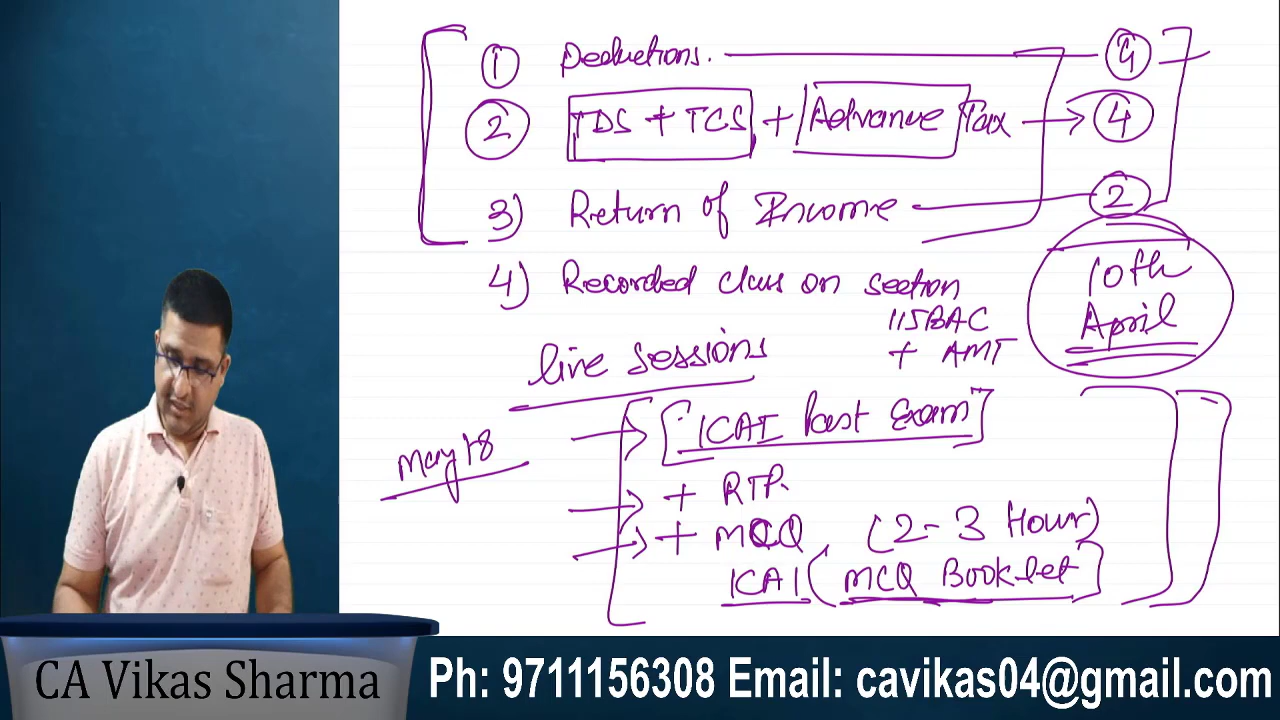 ① Deductions. ④
② TDS + TCS + Advance Tax → ④
3) Return of Income ②
4) Recorded class on section
115BAC
+ AMT
10th
April
live sessions
ICAI past Exam
May 18
+ RTP.
+ MCQ (2-3 Hour)
ICAI (MCQ Booklet)
CA Vikas Sharma
Ph: 9711156308 Email: cavikas04@gmail.com